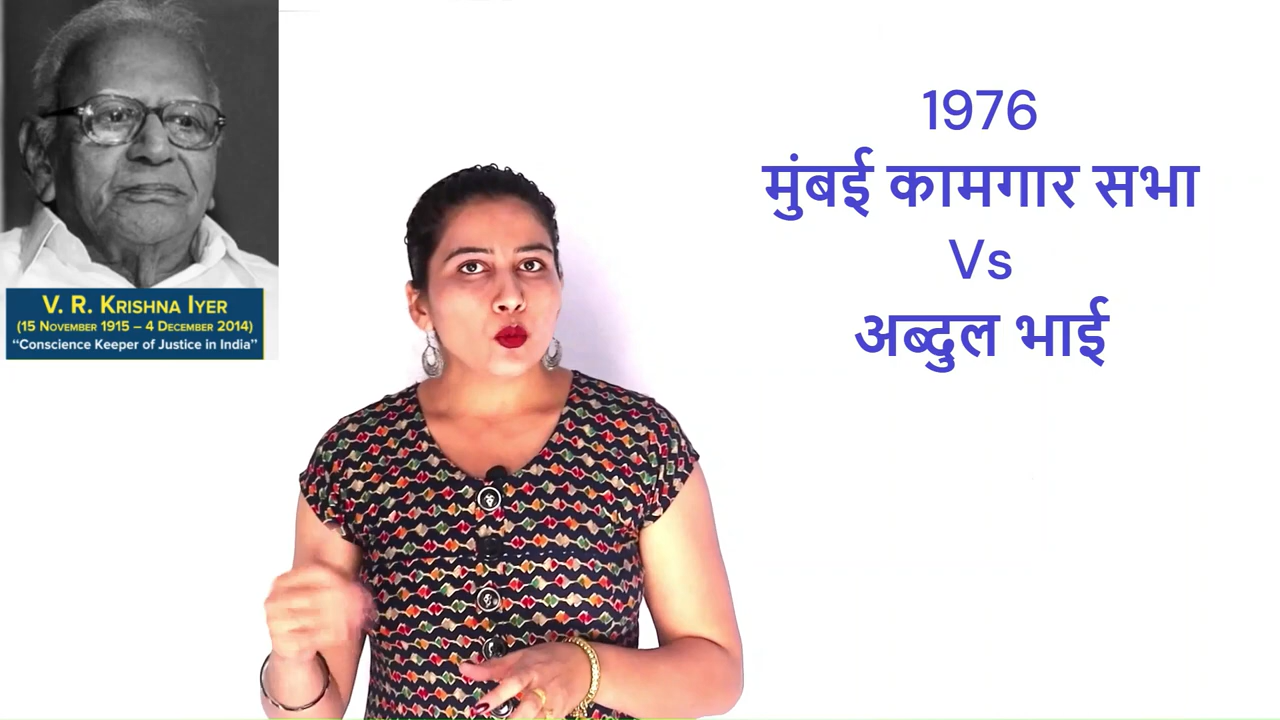 V. R. KRISHNA IYER
(15 NOVEMBER 1915 – 4 DECEMBER 2014)
“Conscience Keeper of Justice in India”
1976
मुंबई कामगार सभा
Vs
अब्दुल भाई